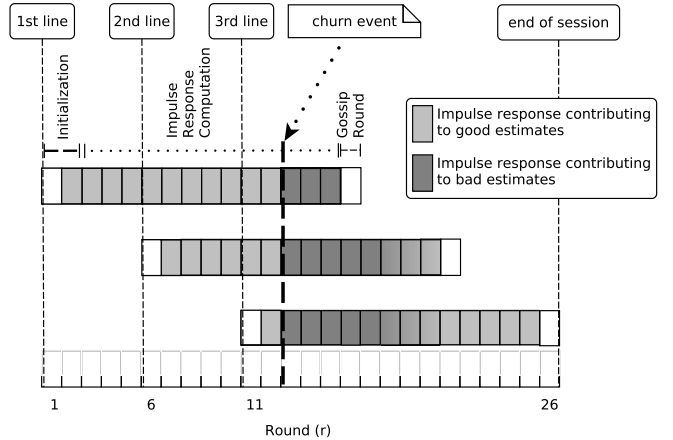 1st line
2nd line
3rd line
churn event
end of session
Initialization
Impulse
Response
Computation
Gossip
Round
Impulse response contributing
to good estimates
Impulse response contributing
to bad estimates
1
6
11
26
Round (r)